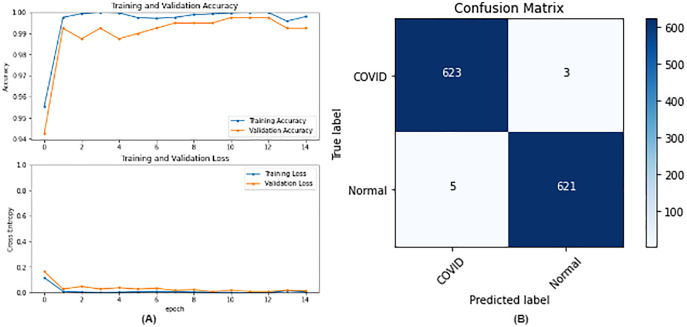 Training and Validation Accuracy
1.00
0.99
0.98
0.97
0.96
0.95
0.94
Accuracy
0 2 4 6 8 10 12 14
Training Accuracy
Validation Accuracy
Training and Validation Loss
1.0
0.8
0.6
0.4
0.2
0.0
Cross Entropy
Training Loss
Validation Loss
0 2 4 6 8 10 12 14
epoch
(A)
Confusion Matrix
True label
COVID 623 3
Normal 5 621
COVID Normal
Predicted label
600
500
400
300
200
100
(B)